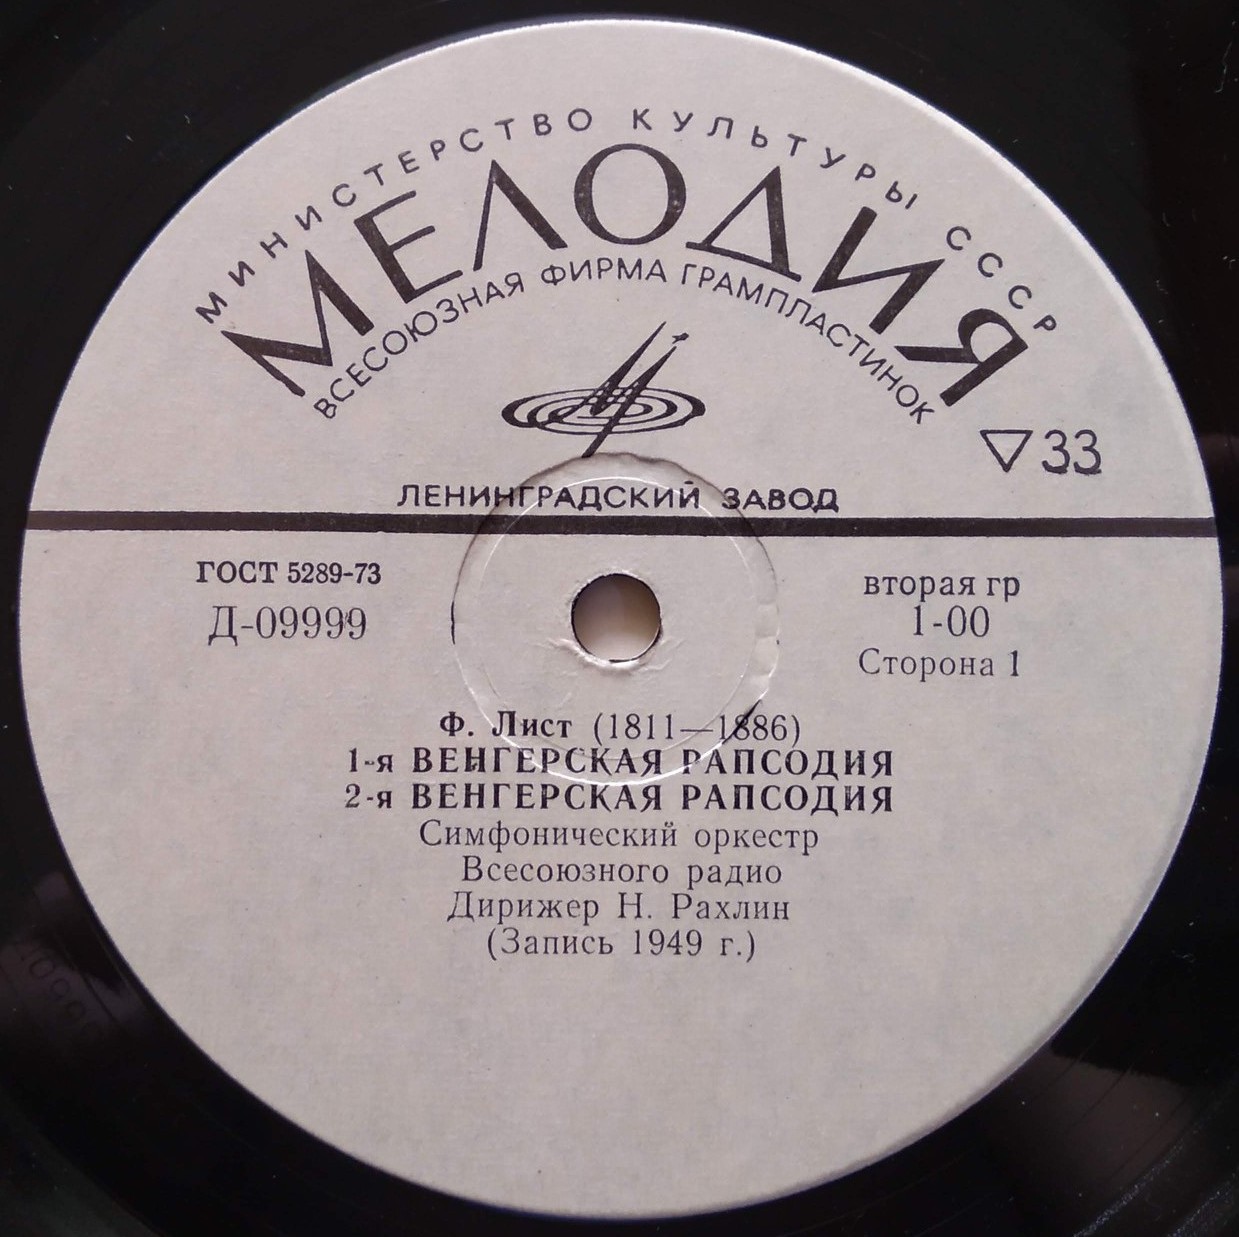 МИНИСТЕРСТВО КУЛЬТУРЫ СССР
МЕЛОДИЯ
ВСЕСОЮЗНАЯ ФИРМА ГРАМПЛАСТИНОК
33
ЛЕНИНГРАДСКИЙ ЗАВОД
ГОСТ 5289-73
Д-09999
вторая гр
1-00
Сторона 1
Ф. Лист (1811—1886)
1-я ВЕНГЕРСКАЯ РАПСОДИЯ
2-я ВЕНГЕРСКАЯ РАПСОДИЯ
Симфонический оркестр
Всесоюзного радио
Дирижер Н. Рахлин
(Запись 1949 г.)